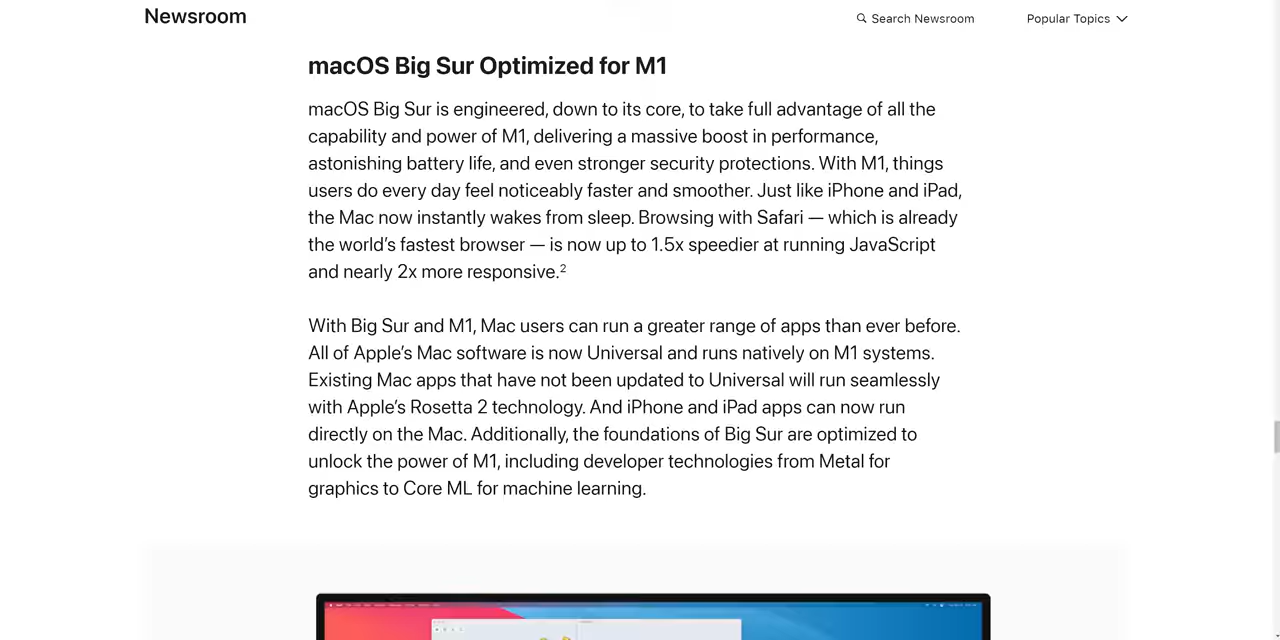 Newsroom
Search Newsroom
Popular Topics
macOS Big Sur Optimized for M1
macOS Big Sur is engineered, down to its core, to take full advantage of all the
capability and power of M1, delivering a massive boost in performance,
astonishing battery life, and even stronger security protections. With M1, things
users do every day feel noticeably faster and smoother. Just like iPhone and iPad,
the Mac now instantly wakes from sleep. Browsing with Safari — which is already
the world’s fastest browser — is now up to 1.5x speedier at running JavaScript
and nearly 2x more responsive.²
With Big Sur and M1, Mac users can run a greater range of apps than ever before.
All of Apple’s Mac software is now Universal and runs natively on M1 systems.
Existing Mac apps that have not been updated to Universal will run seamlessly
with Apple’s Rosetta 2 technology. And iPhone and iPad apps can now run
directly on the Mac. Additionally, the foundations of Big Sur are optimized to
unlock the power of M1, including developer technologies from Metal for
graphics to Core ML for machine learning.